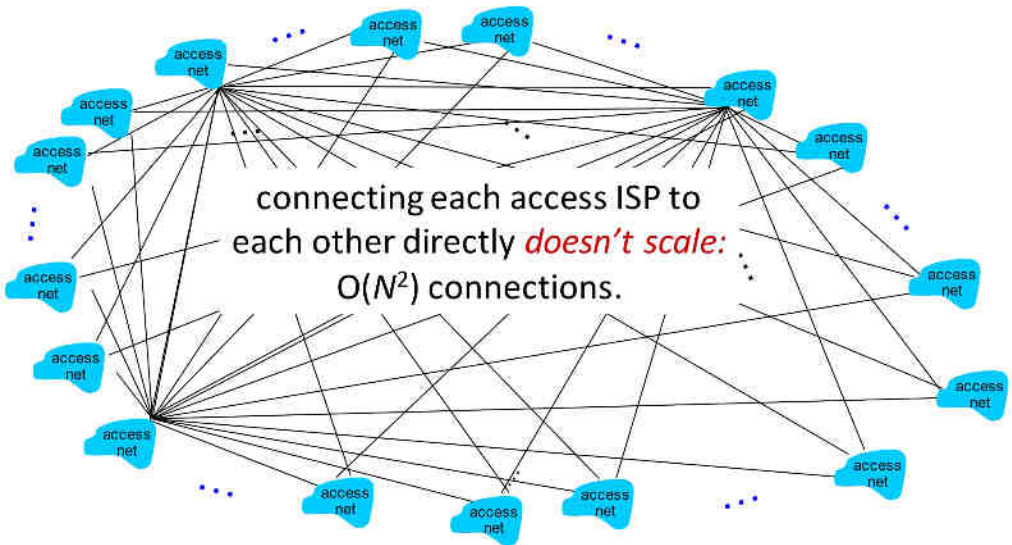 access
net
access
net
access
net
access
net
access
net
access
net
access
net
connecting each access ISP to
each other directly doesn't scale:
O(N²) connections.
access
net
access
net
access
net
access
net
access
net
access
net
access
net
access
net
access
net